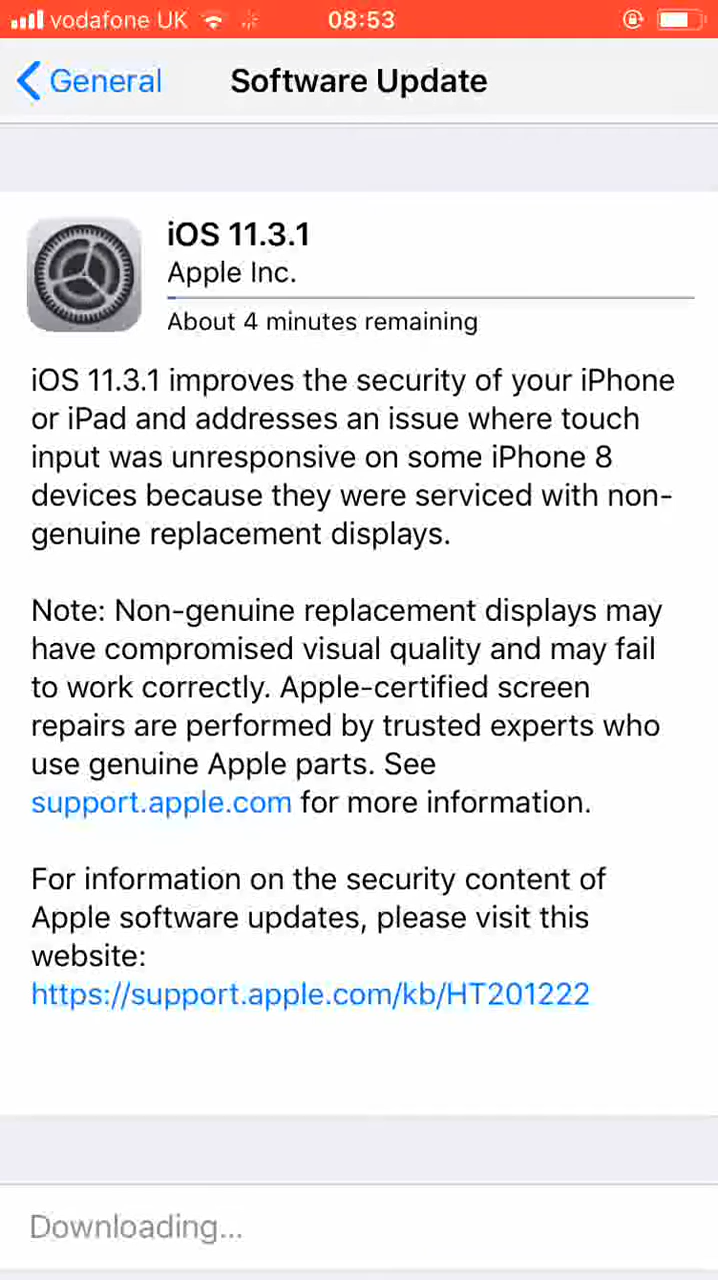 vodafone UK 08:53
General Software Update
iOS 11.3.1
Apple Inc.
About 4 minutes remaining
iOS 11.3.1 improves the security of your iPhone
or iPad and addresses an issue where touch
input was unresponsive on some iPhone 8
devices because they were serviced with non-
genuine replacement displays.
Note: Non-genuine replacement displays may
have compromised visual quality and may fail
to work correctly. Apple-certified screen
repairs are performed by trusted experts who
use genuine Apple parts. See
support.apple.com for more information.
For information on the security content of
Apple software updates, please visit this
website:
https://support.apple.com/kb/HT201222
Downloading...